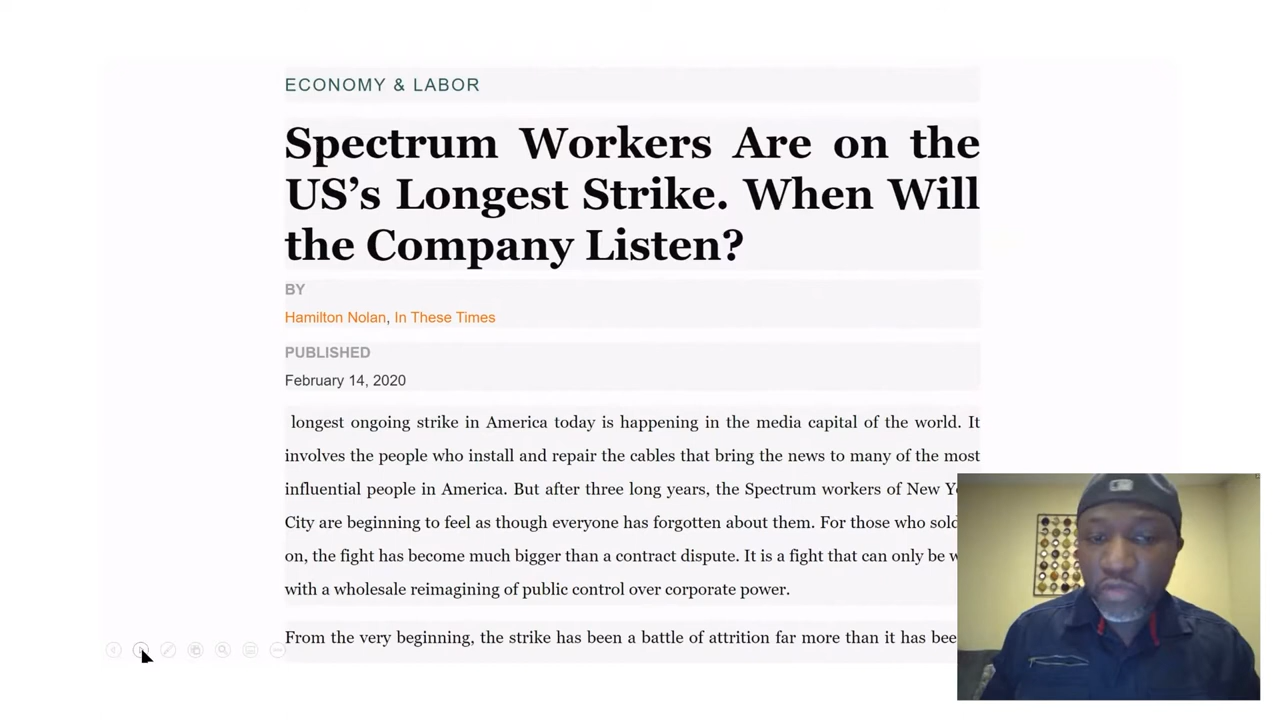 ECONOMY & LABOR
Spectrum Workers Are on the
US’s Longest Strike. When Will
the Company Listen?
BY
Hamilton Nolan, In These Times
PUBLISHED
February 14, 2020
longest ongoing strike in America today is happening in the media capital of the world. It
involves the people who install and repair the cables that bring the news to many of the most
influential people in America. But after three long years, the Spectrum workers of New
City are beginning to feel as though everyone has forgotten about them. For those who
on, the fight has become much bigger than a contract dispute. It is a fight that can only be
with a wholesale reimagining of public control over corporate power.
From the very beginning, the strike has been a battle of attrition far more than it has